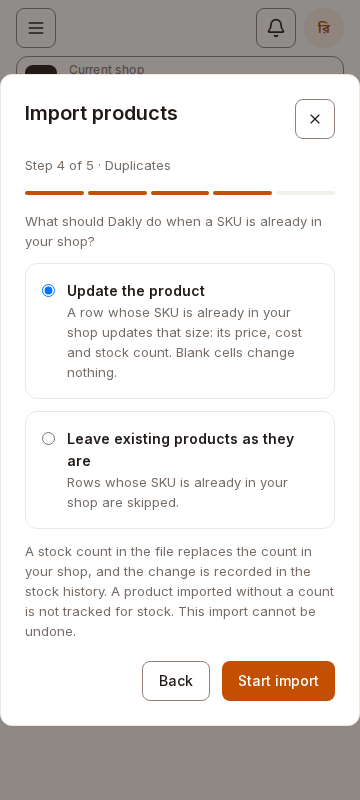 রি
Current shop
Import products
Step 4 of 5 · Duplicates
What should Dakly do when a SKU is already in
your shop?
Update the product
A row whose SKU is already in your
shop updates that size: its price, cost
and stock count. Blank cells change
nothing.
Leave existing products as they
are
Rows whose SKU is already in your
shop are skipped.
A stock count in the file replaces the count in
your shop, and the change is recorded in the
stock history. A product imported without a count
is not tracked for stock. This import cannot be
undone.
Back
Start import